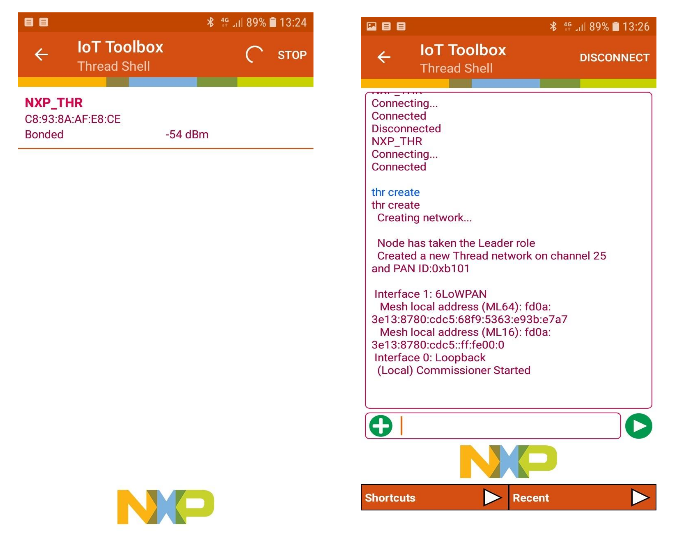 4G 89% 13:24
IoT Toolbox
Thread Shell
STOP
NXP_THR
C8:93:8A:AF:E8:CE
Bonded -54 dBm
NXP
4G 89% 13:26
IoT Toolbox
Thread Shell
DISCONNECT
NXP_THR
Connecting...
Connected
Disconnected
NXP_THR
Connecting...
Connected
thr create
thr create
Creating network...
Node has taken the Leader role
Created a new Thread network on channel 25
and PAN ID:0xb101
Interface 1: 6LoWPAN
Mesh local address (ML64): fd0a:
3e13:8780:cdc5:68f9:5363:e93b:e7a7
Mesh local address (ML16): fd0a:
3e13:8780:cdc5::ff:fe00:0
Interface 0: Loopback
(Local) Commissioner Started
NXP
Shortcuts
Recent